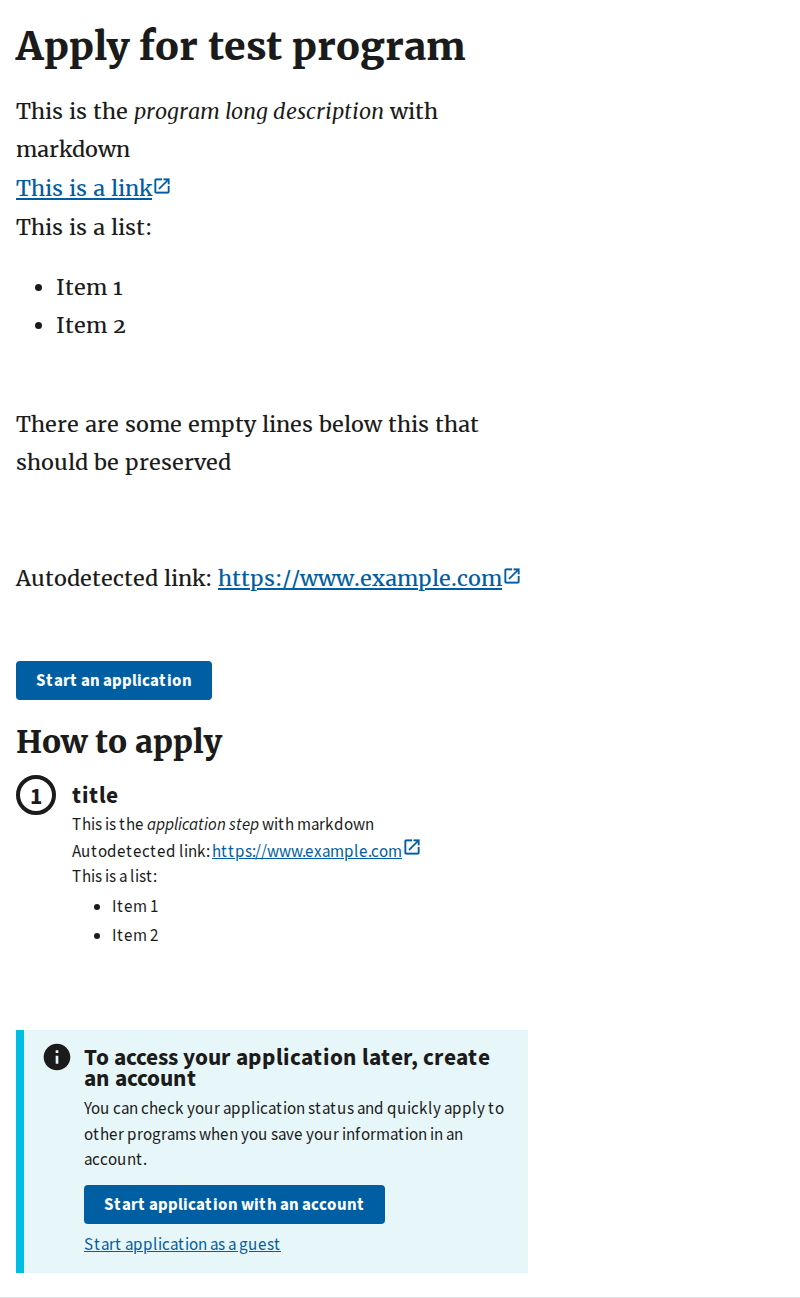 Apply for test program
This is the program long description with
markdown
This is a link
This is a list:
Item 1
Item 2
There are some empty lines below this that
should be preserved
Autodetected link: https://www.example.com
Start an application
How to apply
1 title
This is the application step with markdown
Autodetected link: https://www.example.com
This is a list:
Item 1
Item 2
To access your application later, create
an account
You can check your application status and quickly apply to
other programs when you save your information in an
account.
Start application with an account
Start application as a guest